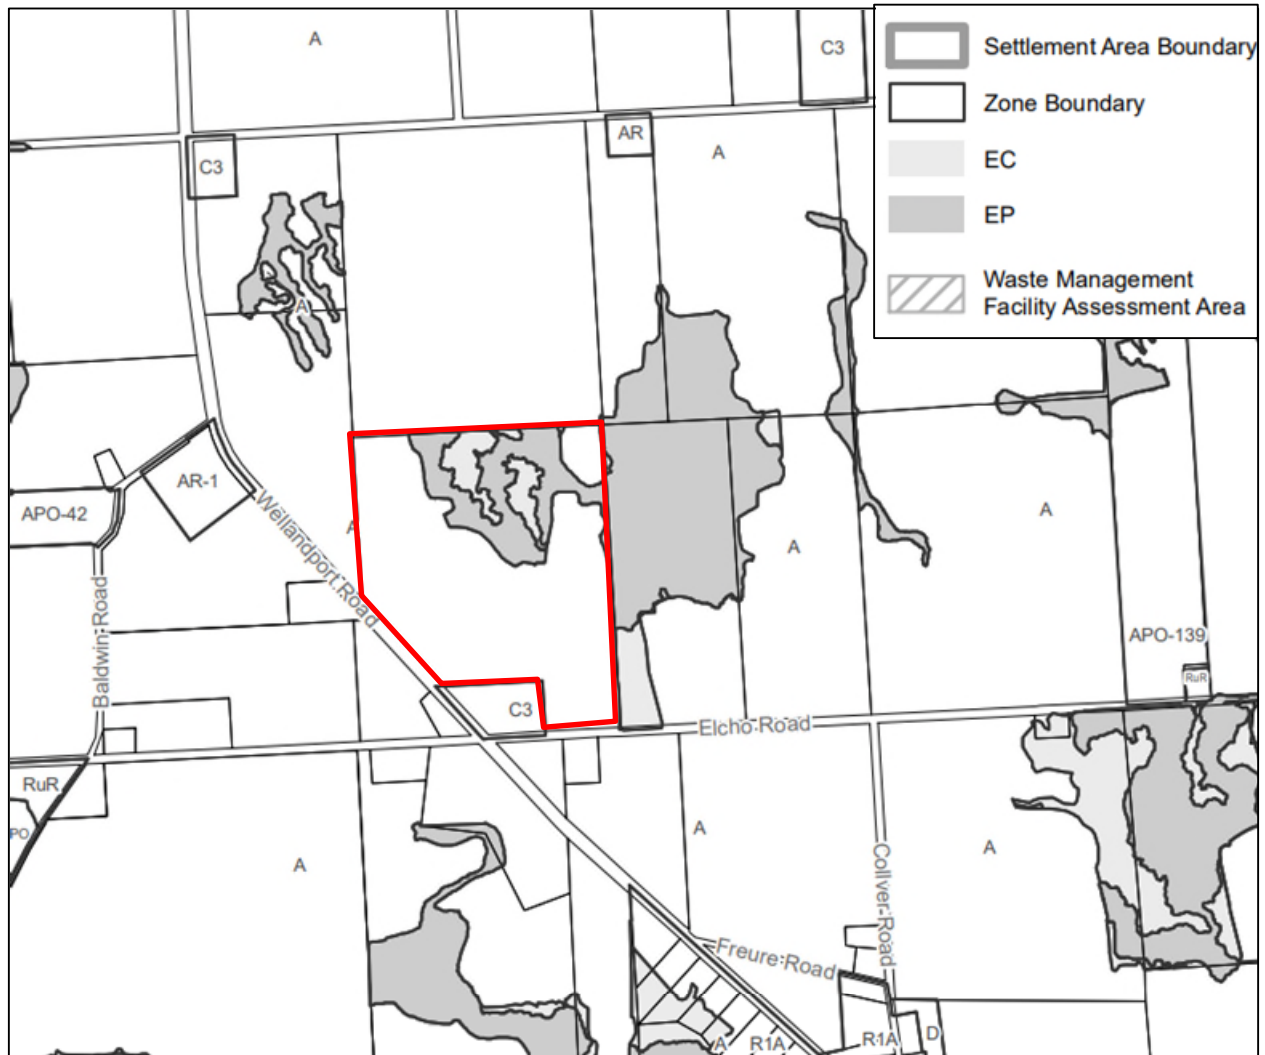 A
C3
Settlement Area Boundary
Zone Boundary
EC
EP
Waste Management
Facility Assessment Area
AR
A
C3
A
AR-1
APO-42
Wellandport Road
A
A
A
Baldwin Road
APO-139
RuR
C3
Elcho Road
RuR
PO
A
A
A
Collver Road
Freure Road
A
R1A
R1A
D